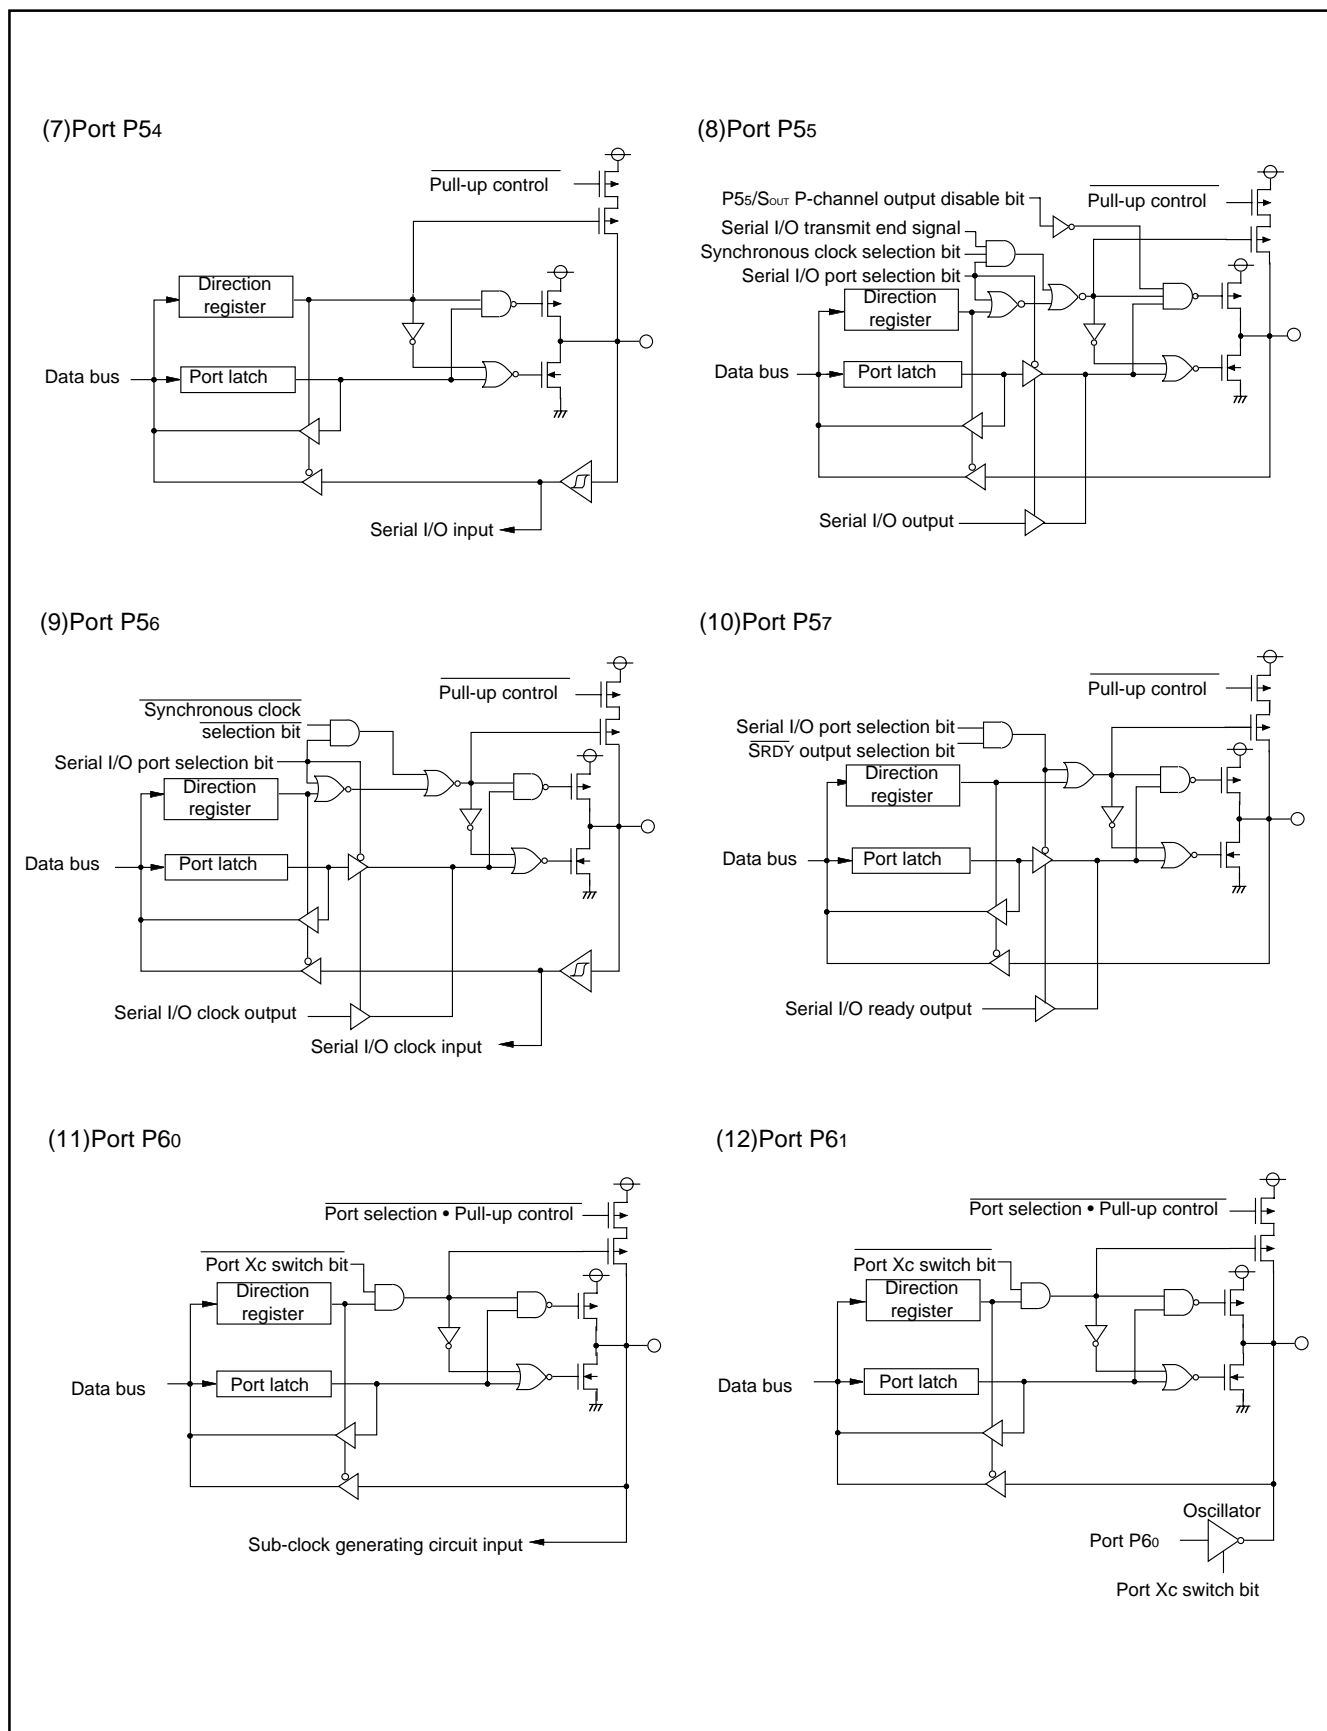 (7)Port P54
Pull-up control
Direction
register
Data bus
Port latch
Serial I/O input
(8)Port P55
Pull-up control
P55/SOUT P-channel output disable bit
Serial I/O transmit end signal
Synchronous clock selection bit
Serial I/O port selection bit
Direction
register
Data bus
Port latch
Serial I/O output
(9)Port P56
Pull-up control
Synchronous clock
selection bit
Serial I/O port selection bit
Direction
register
Data bus
Port latch
Serial I/O clock output
Serial I/O clock input
(10)Port P57
Pull-up control
Serial I/O port selection bit
SRDY output selection bit
Direction
register
Data bus
Port latch
Serial I/O ready output
(11)Port P60
Port selection • Pull-up control
Port Xc switch bit
Direction
register
Data bus
Port latch
Sub-clock generating circuit input
(12)Port P61
Port selection • Pull-up control
Port Xc switch bit
Direction
register
Data bus
Port latch
Oscillator
Port P60
Port Xc switch bit